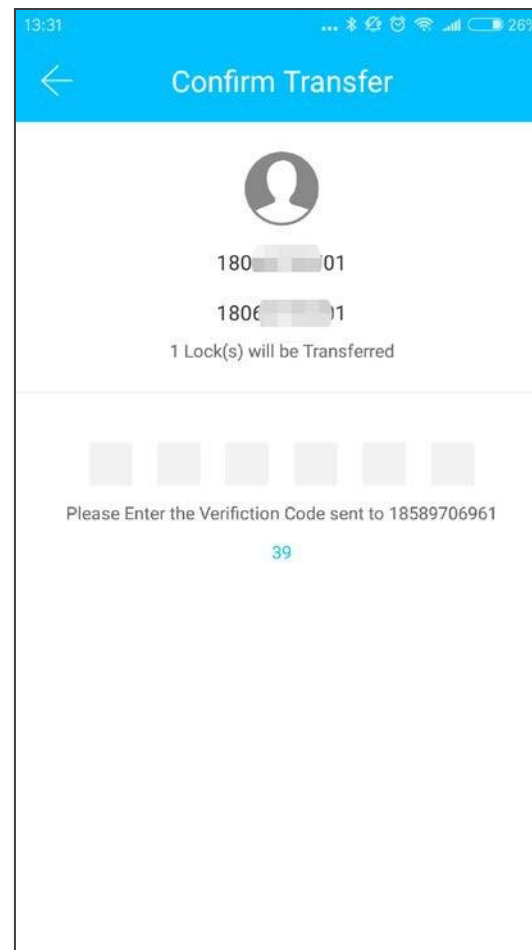 13:31 ... 26%
Confirm Transfer
180 01
1806 01
1 Lock(s) will be Transferred
Please Enter the Verifiction Code sent to 18589706961
39